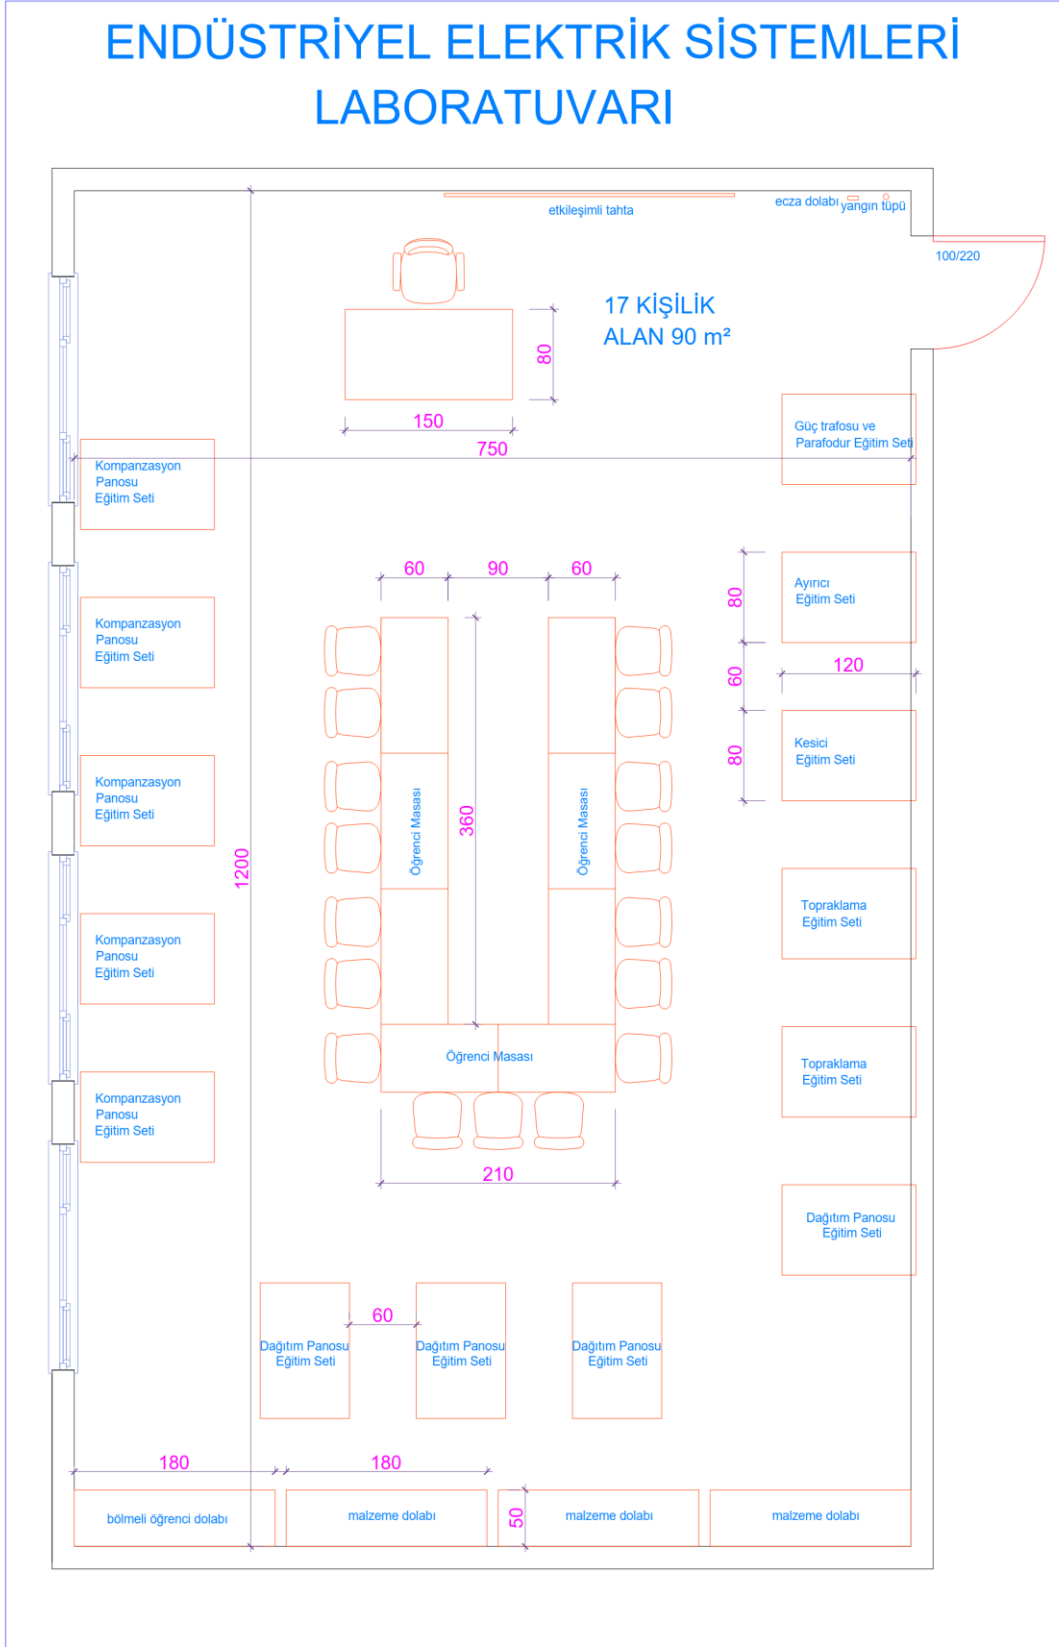 ENDÜSTRİYEL ELEKTRİK SİSTEMLERİ
LABORATUVARI
etkileşimli tahta
ecza dolabı
yangın tüpü
100/220
17 KİŞİLİK
ALAN 90 m²
80
150
750
Güç trafosu ve
Parafodur Eğitim Seti
Kompanzasyon
Panosu
Eğitim Seti
60
90
60
80
Ayırıcı
Eğitim Seti
Kompanzasyon
Panosu
Eğitim Seti
60
120
80
Kesici
Eğitim Seti
Kompanzasyon
Panosu
Eğitim Seti
Öğrenci Masası
360
Öğrenci Masası
1200
Topraklama
Eğitim Seti
Kompanzasyon
Panosu
Eğitim Seti
Öğrenci Masası
Topraklama
Eğitim Seti
Kompanzasyon
Panosu
Eğitim Seti
210
Dağıtım Panosu
Eğitim Seti
60
Dağıtım Panosu
Eğitim Seti
Dağıtım Panosu
Eğitim Seti
Dağıtım Panosu
Eğitim Seti
180
180
50
bölmeli öğrenci dolabı
malzeme dolabı
malzeme dolabı
malzeme dolabı